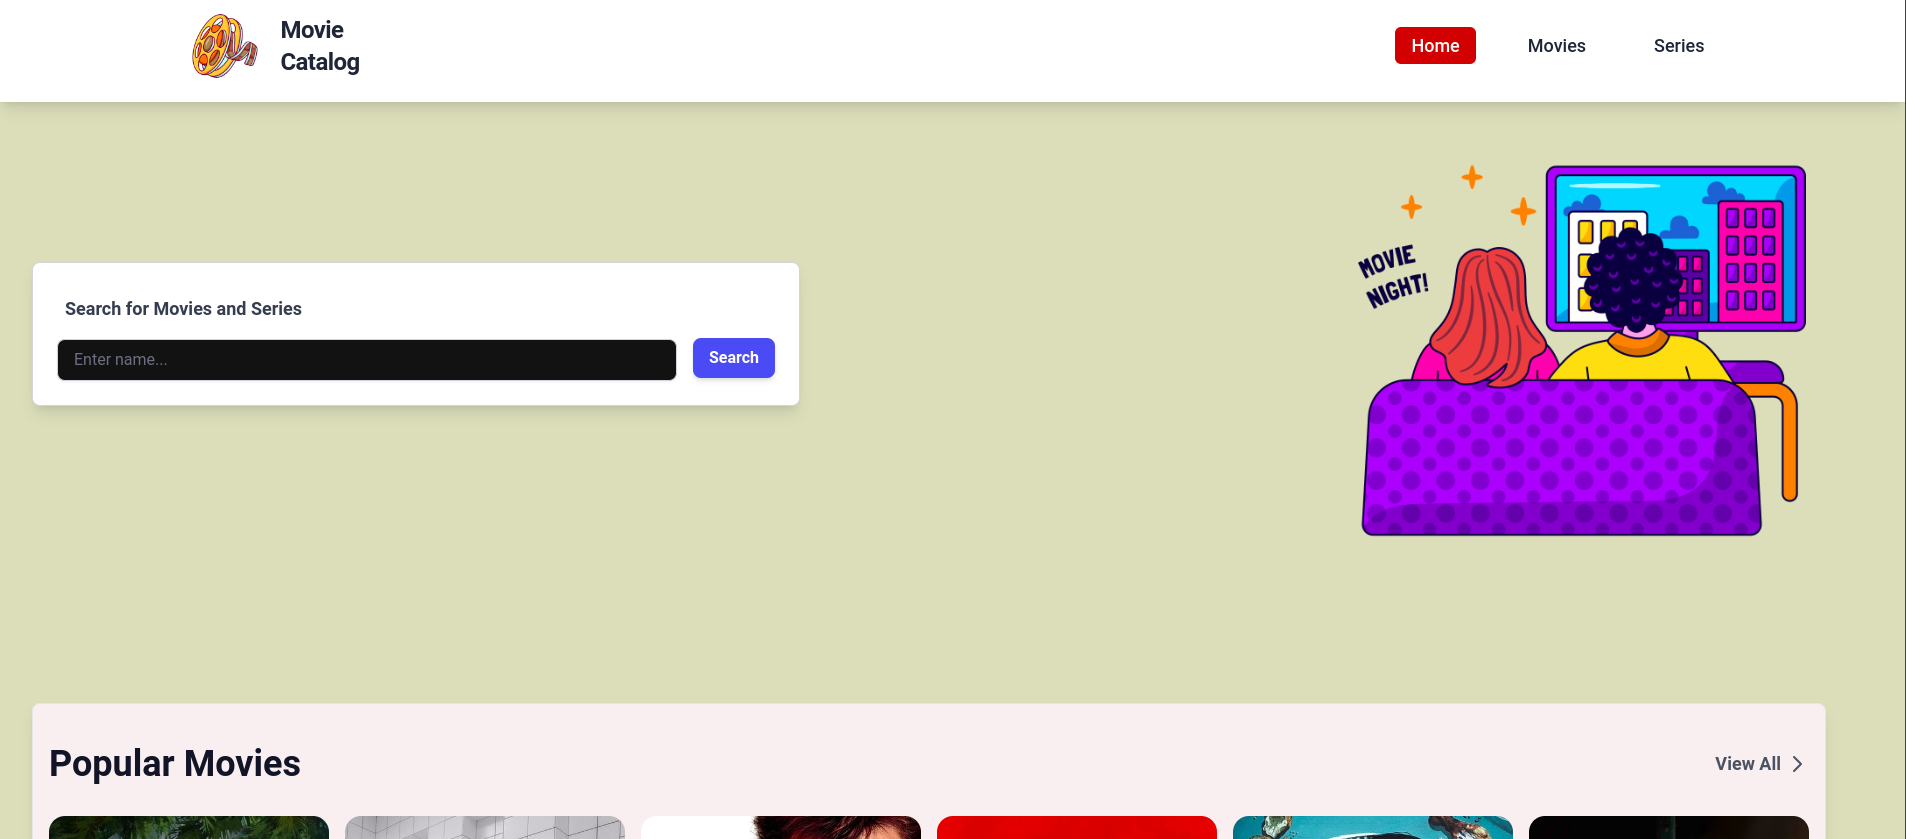 Movie
Catalog
Home
Movies
Series
MOVIE
NIGHT!
Search for Movies and Series
Enter name...
Search
Popular Movies
View All